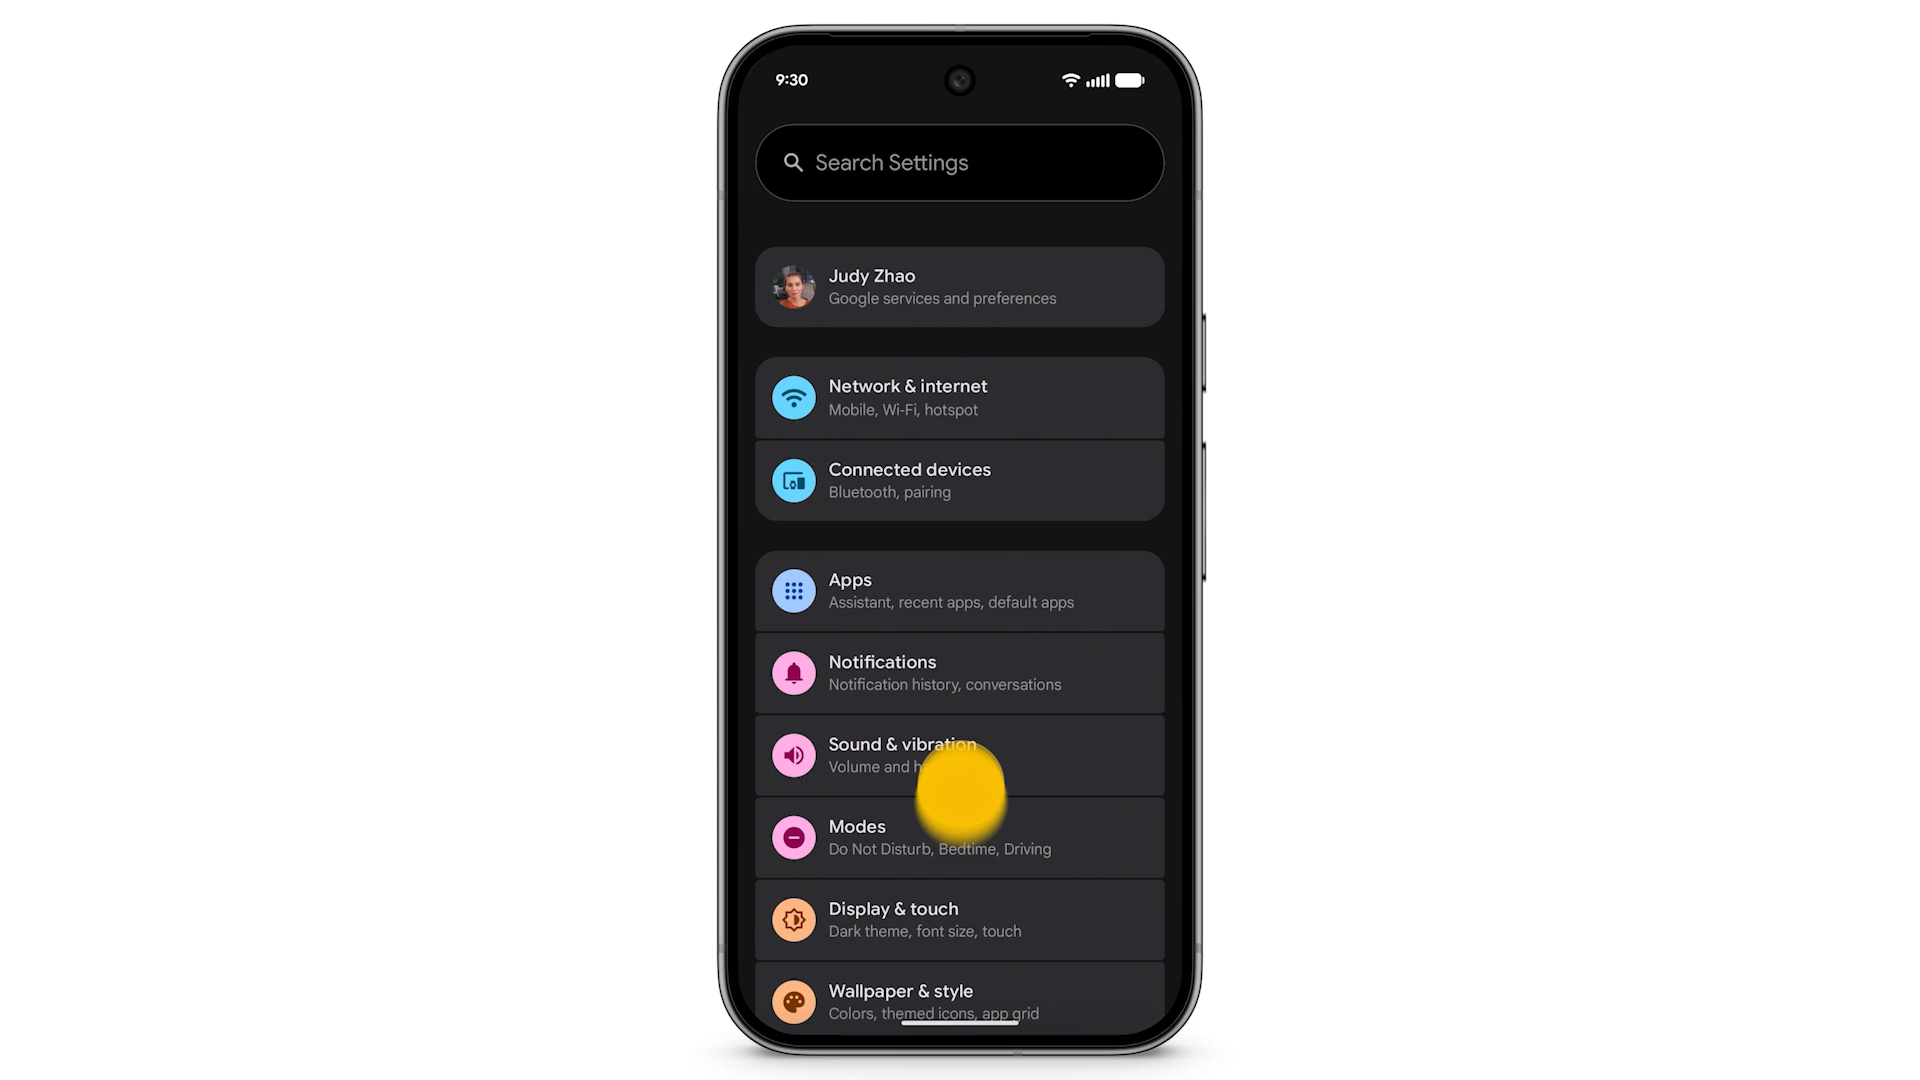 9:30
Search Settings
Judy Zhao
Google services and preferences
Network & internet
Mobile, Wi-Fi, hotspot
Connected devices
Bluetooth, pairing
Apps
Assistant, recent apps, default apps
Notifications
Notification history, conversations
Sound & vibration
Volume and
Modes
Do Not Disturb, Bedtime, Driving
Display & touch
Dark theme, font size, touch
Wallpaper & style
Colors, themed icons, app grid